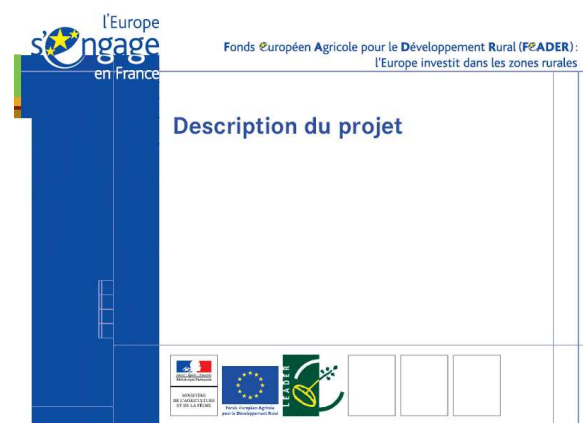 l'Europe
s'engage
en France
Fonds européen Agricole pour le Développement Rural (FeADER) :
l'Europe investit dans les zones rurales
Description du projet
MINISTÈRE
DE L'AGRICULTURE
ET DE LA PÊCHE
Fonds Européen Agricole
pour le Développement Rural
LEADER